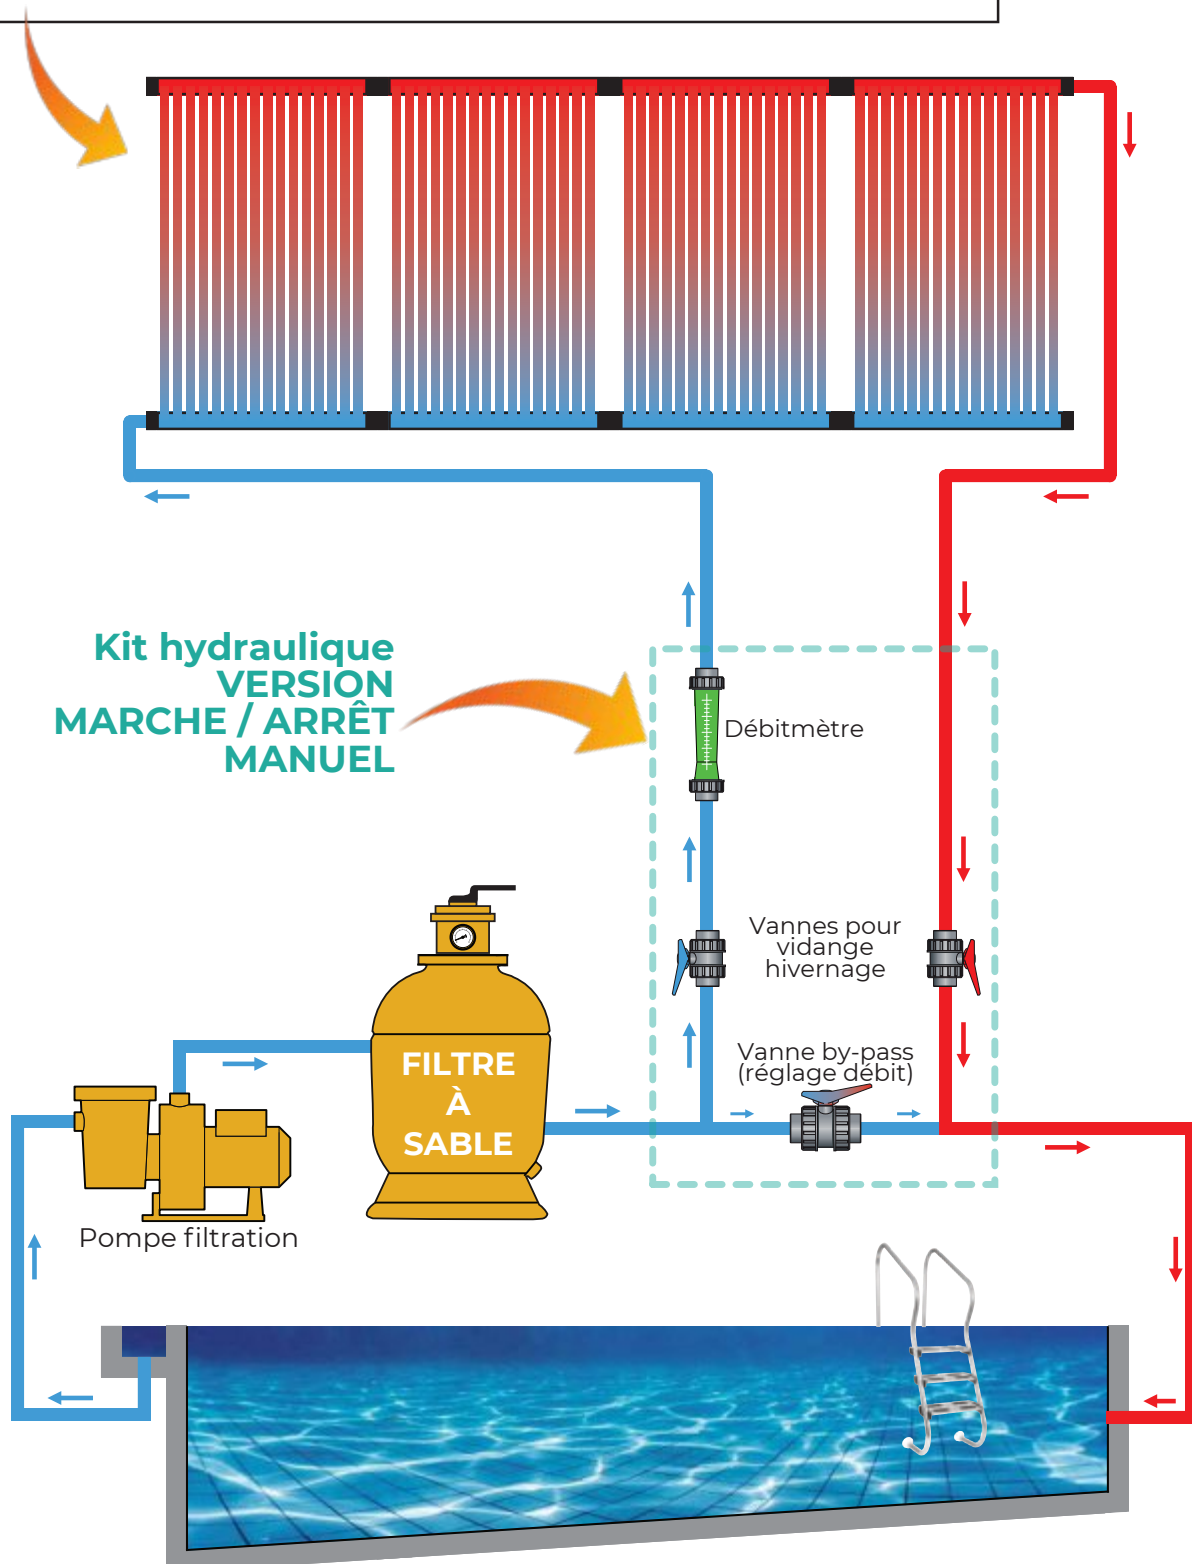 Kit hydraulique
VERSION
MARCHE / ARRÊT
MANUEL
Débitmètre
Vannes pour
vidange
hivernage
Vanne by-pass
(réglage débit)
FILTRE
À
SABLE
Pompe filtration